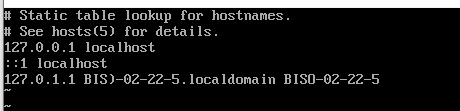 # Static table lookup for hostnames.
# See hosts(5) for details.
127.0.0.1 localhost
::1 localhost
127.0.1.1 BIS)-02-22-5.localdomain BISO-02-22-5
~
~